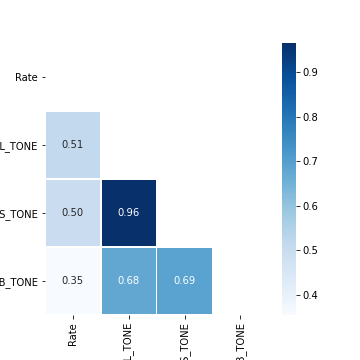 Rate
L_TONE
S_TONE
B_TONE
0.51
0.50 0.96
0.35 0.68 0.69
Rate
L_TONE
S_TONE
B_TONE
0.9
0.8
0.7
0.6
0.5
0.4